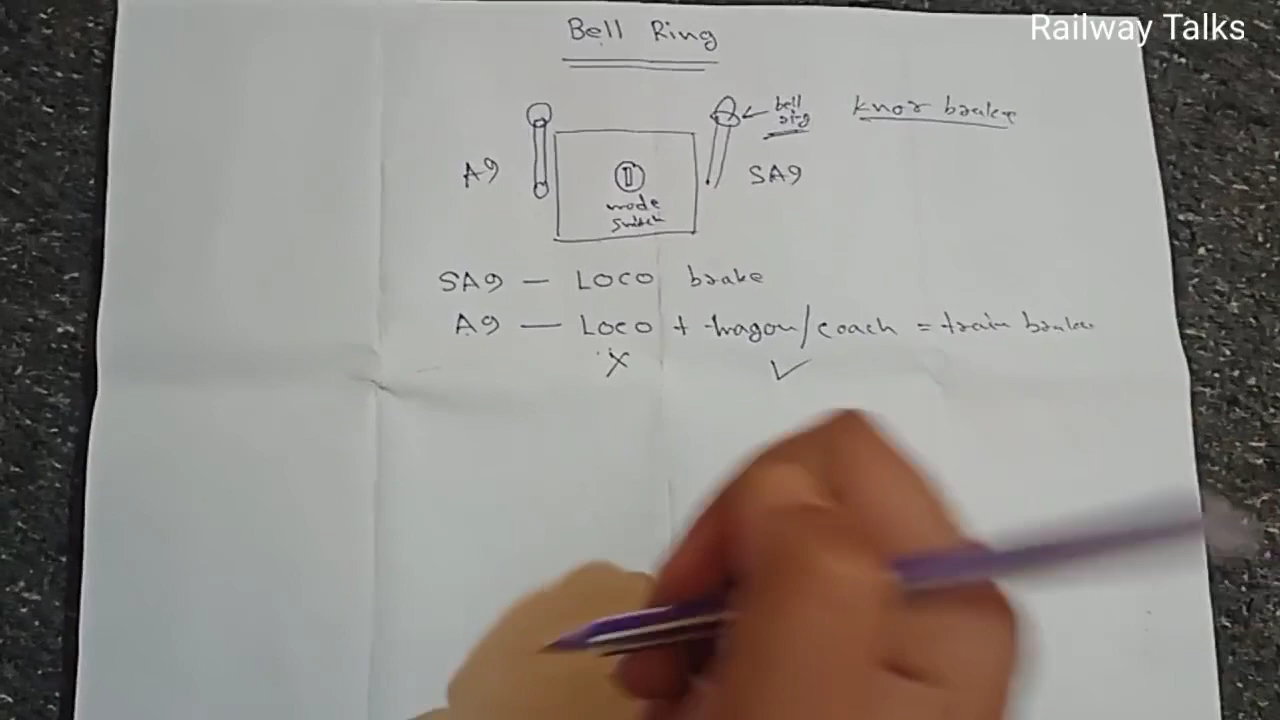 Railway Talks
Bell Ring
bell
ring
Knor brake
A9
SA9
mode
switch
SA9 — LOCO brake
A9 — LOCO + wagon/coach = train brake
X ✓